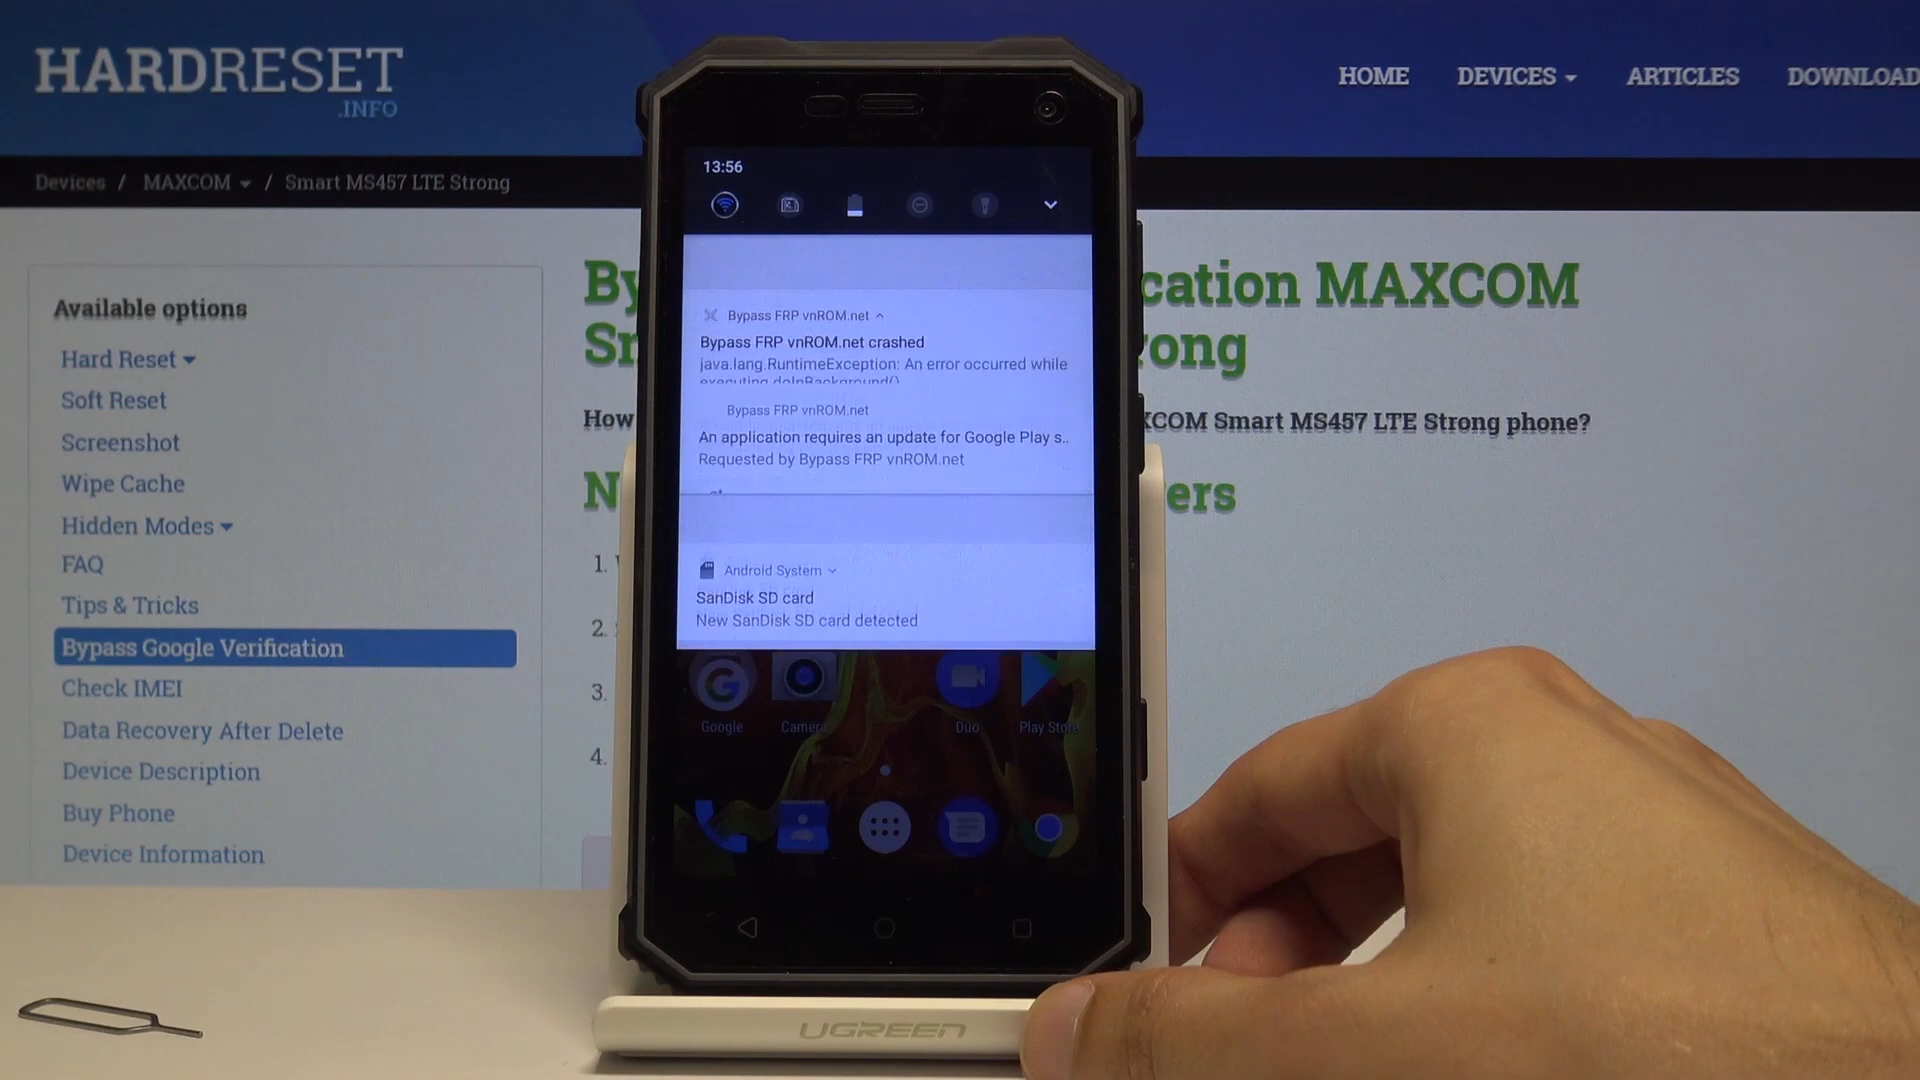 HARDRESET
.INFO
HOME
DEVICES
ARTICLES
DOWNLOAD
Devices / MAXCOM / Smart MS457 LTE Strong
Available options
Hard Reset
Soft Reset
Screenshot
Wipe Cache
Hidden Modes
FAQ
Tips & Tricks
Bypass Google Verification
Check IMEI
Data Recovery After Delete
Device Description
Buy Phone
Device Information
MAXCOM
How
XCOM Smart MS457 LTE Strong phone?
1.
2.
3.
4.
13:56
Bypass FRP vnROM.net
Bypass FRP vnROM.net crashed
java.lang.RuntimeException: An error occurred while
executing doInBackground()
Bypass FRP vnROM.net
An application requires an update for Google Play s..
Requested by Bypass FRP vnROM.net
Android System
SanDisk SD card
New SanDisk SD card detected
Google
Camera
Duo
Play Store
UGREEN